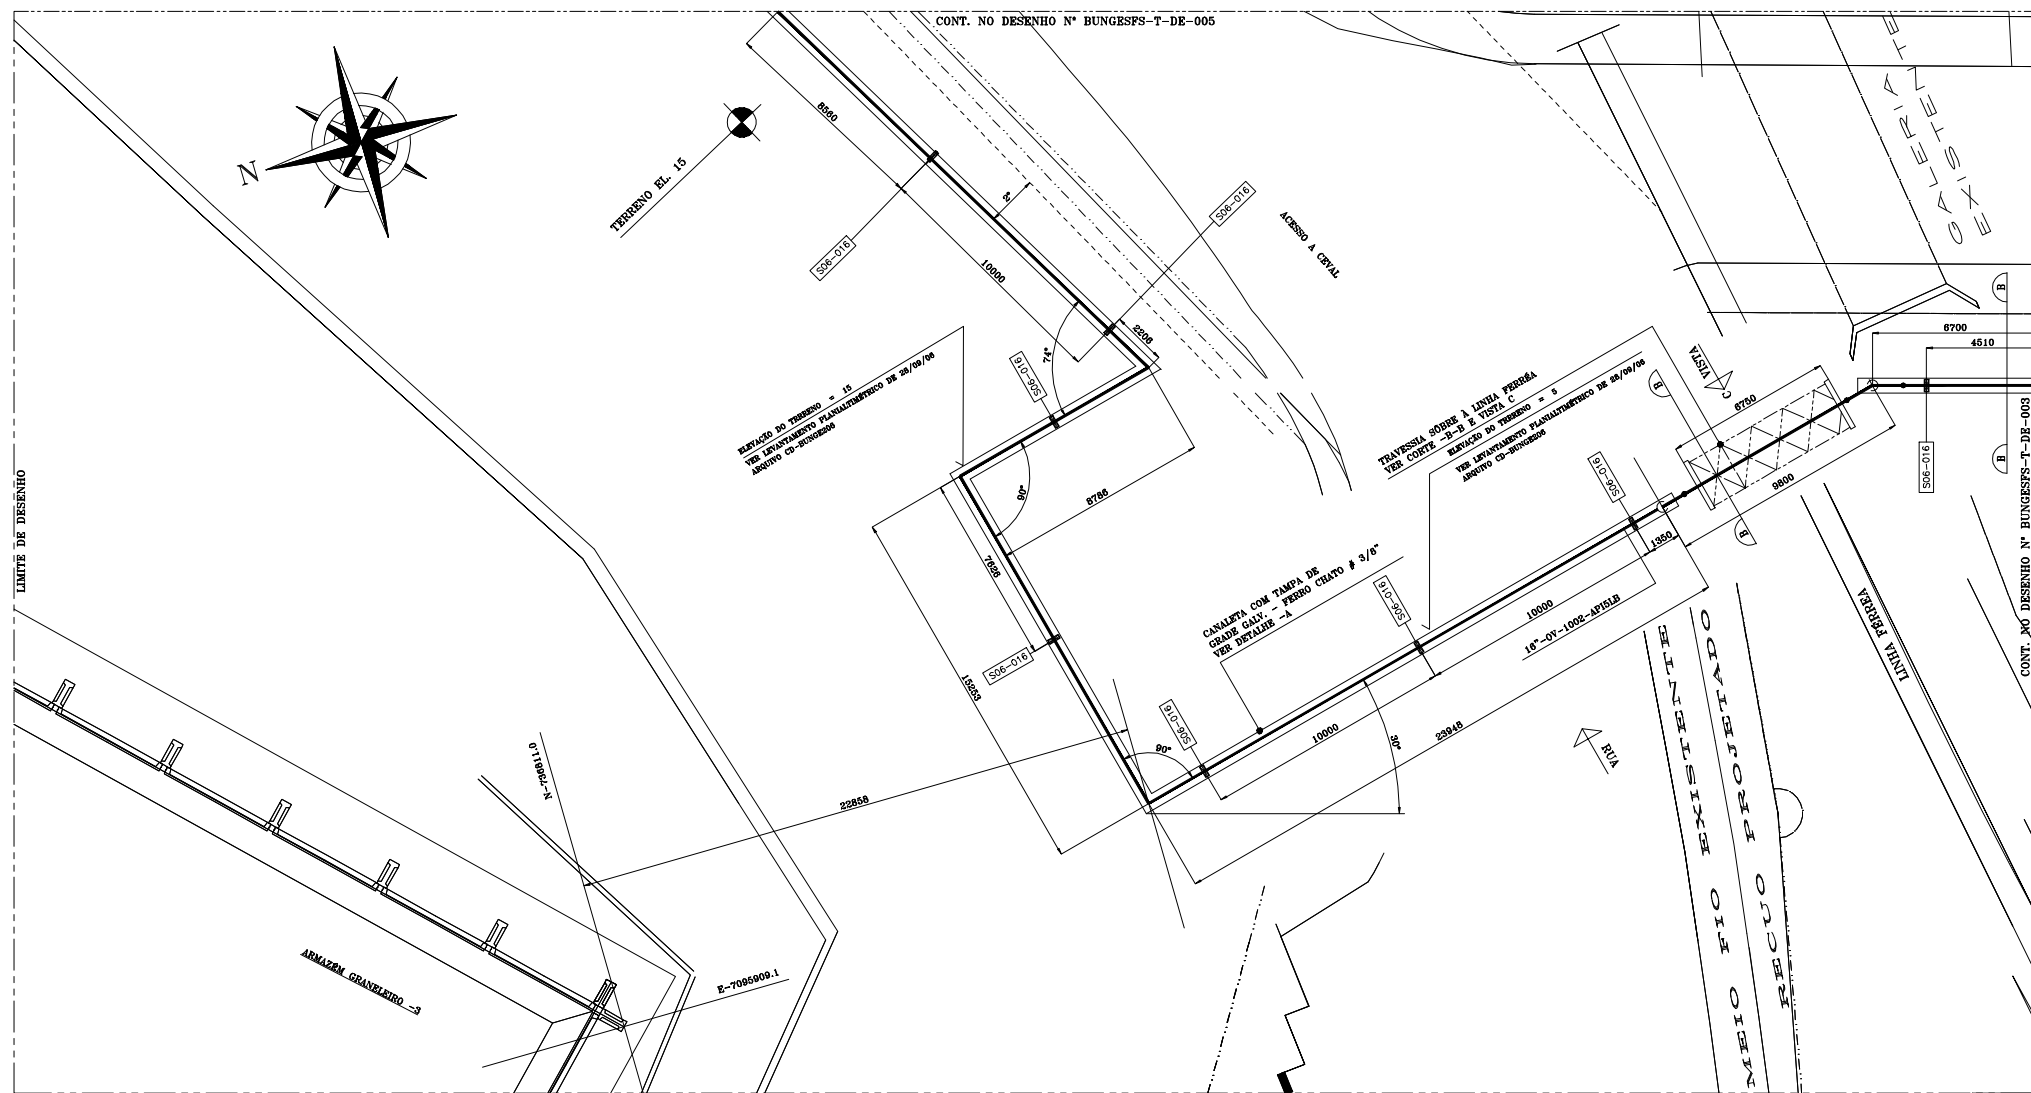 CONT. NO DESENHO Nº BUNGESFS-T-DE-005
N
TERRENO EL. 15
8560
S06-016
10000
2°
S06-016
2206
ACESSO A CEVAL
GALERIA
EXISTENTE
6700
4510
B
B
S06-016
CONT. NO DESENHO Nº BUNGESFS-T-DE-003
LIMITE DE DESENHO
ELEVAÇÃO DO TERRENO = 15
VER LEVANTAMENTO PLANIALTIMÉTRICO DE 28/09/06
ARQUIVO CD-BUNGE206
S06-016
74°
90°
8786
7626
15253
S06-016
TRAVESSIA SÔBRE À LINHA FERRÉA
VER CORTE -B-B E VISTA C
ELEVAÇÃO DO TERRENO = 5
VER LEVANTAMENTO PLANIALTIMÉTRICO DE 28/09/06
ARQUIVO CD-BUNGE206
VISTA
C
B
B
6750
9800
S06-016
1350
CANALETA COM TAMPA DE
GRADE GALV. - FERRO CHATO # 3/8"
VER DETALHE -A
S06-016
S06-016
10000
16"-OV-1002-API5LB
10000
23948
30°
90°
22858
N-736611.0
E-7095909.1
ARMAZÉM GRANELEIRO -3
RUA
LINHA FÉRREA
MEIO FIO EXISTENTE
RECUO PROJETADO